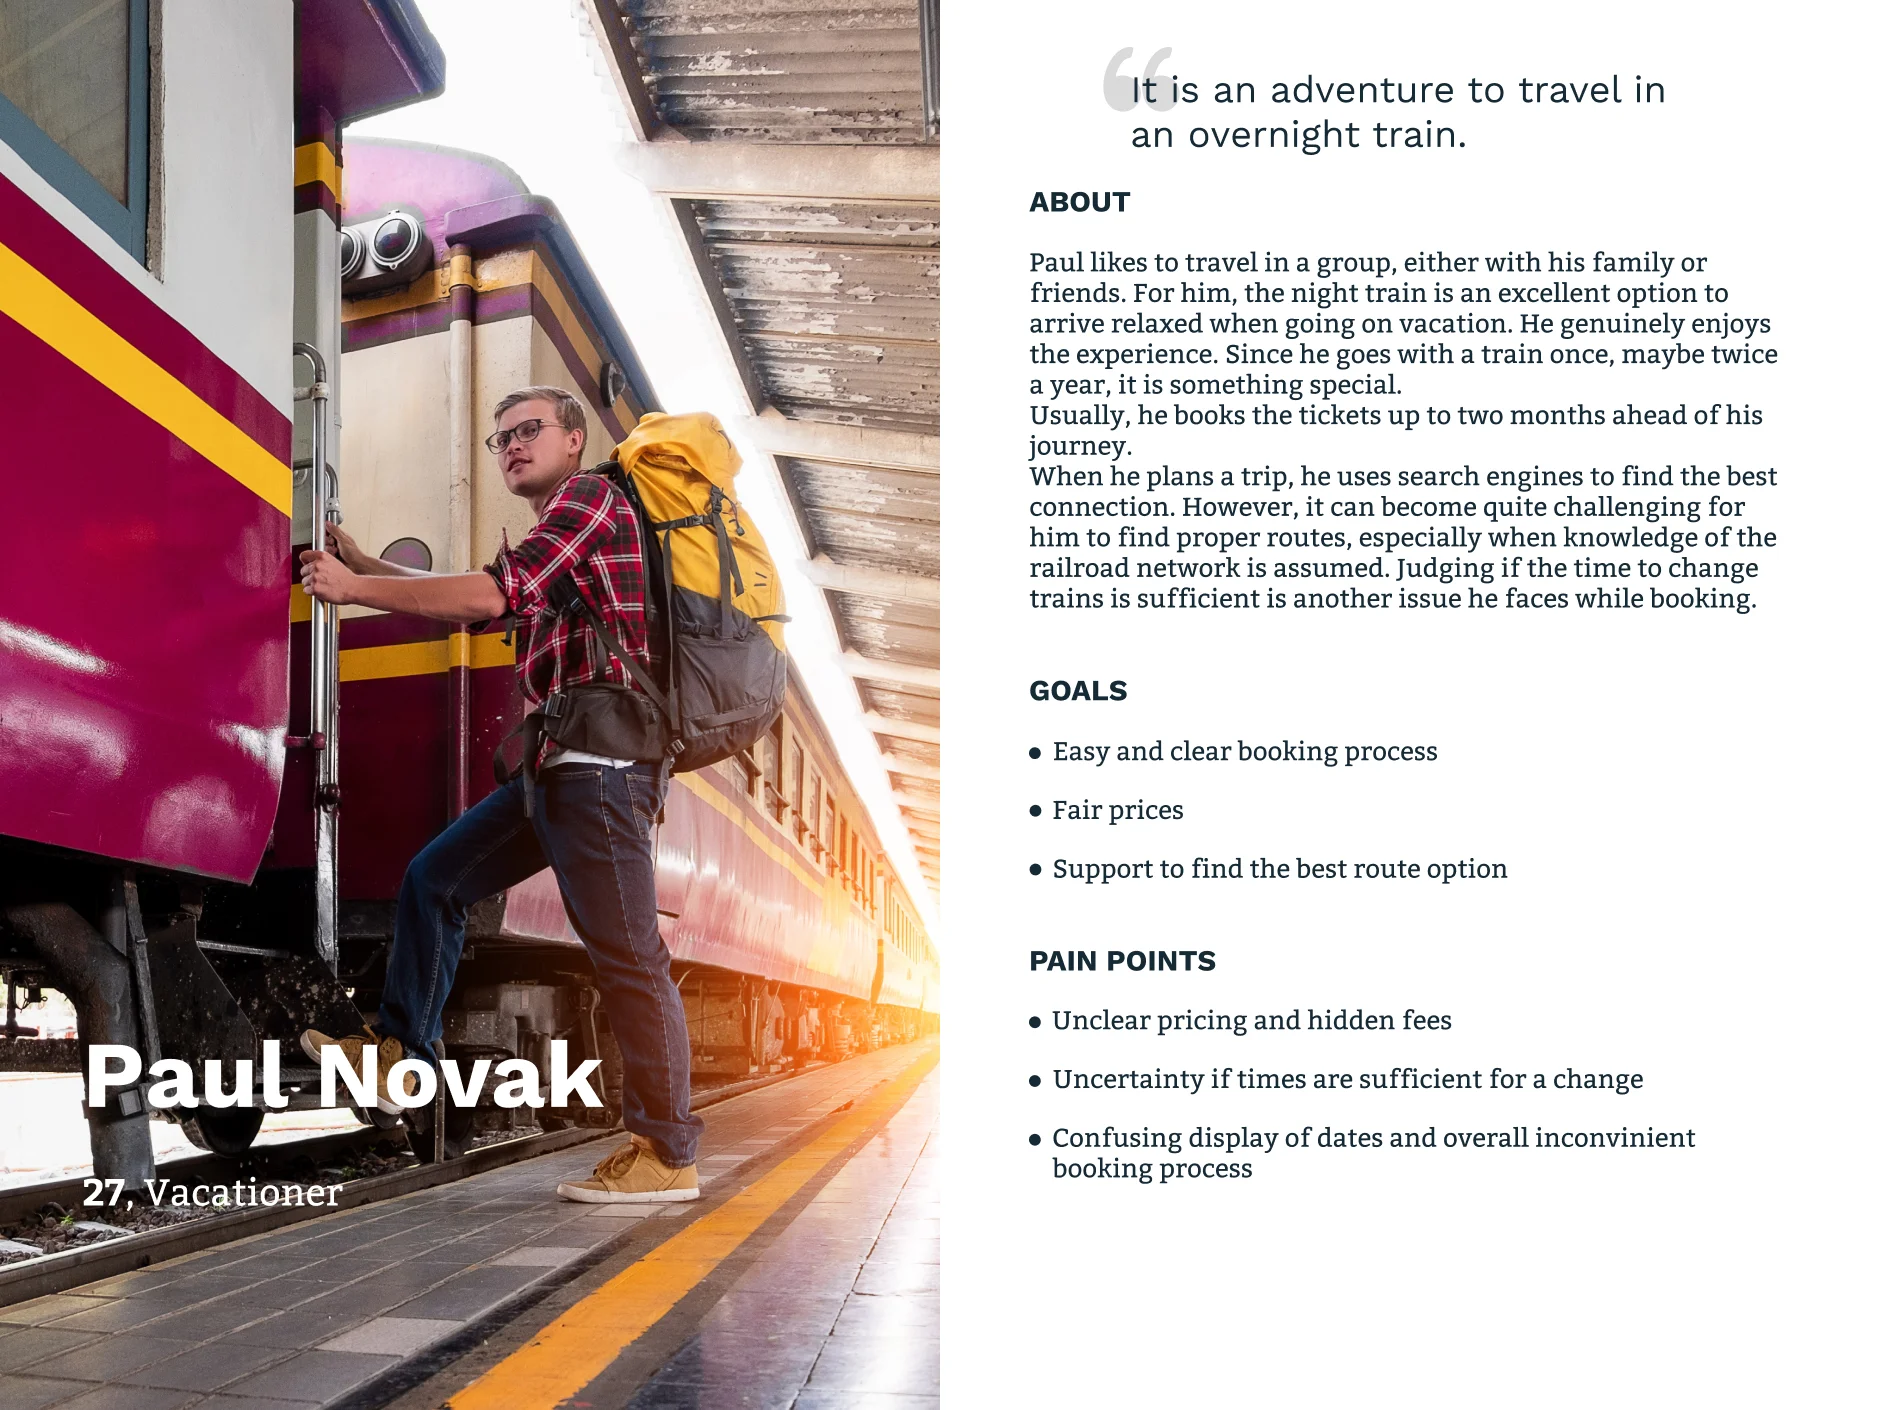 Paul Novak
27, Vacationer
“It is an adventure to travel in
an overnight train.
ABOUT
Paul likes to travel in a group, either with his family or
friends. For him, the night train is an excellent option to
arrive relaxed when going on vacation. He genuinely enjoys
the experience. Since he goes with a train once, maybe twice
a year, it is something special.
Usually, he books the tickets up to two months ahead of his
journey.
When he plans a trip, he uses search engines to find the best
connection. However, it can become quite challenging for
him to find proper routes, especially when knowledge of the
railroad network is assumed. Judging if the time to change
trains is sufficient is another issue he faces while booking.
GOALS
• Easy and clear booking process
• Fair prices
• Support to find the best route option
PAIN POINTS
• Unclear pricing and hidden fees
• Uncertainty if times are sufficient for a change
• Confusing display of dates and overall inconvinient
booking process